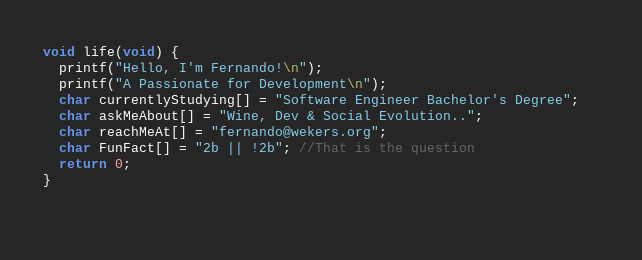 void life(void) {
  printf("Hello, I'm Fernando!\n");
  printf("A Passionate for Development\n");
  char currentlyStudying[] = "Software Engineer Bachelor's Degree";
  char askMeAbout[] = "Wine, Dev & Social Evolution..";
  char reachMeAt[] = "fernando@wekers.org";
  char FunFact[] = "2b || !2b"; //That is the question
  return 0;
}